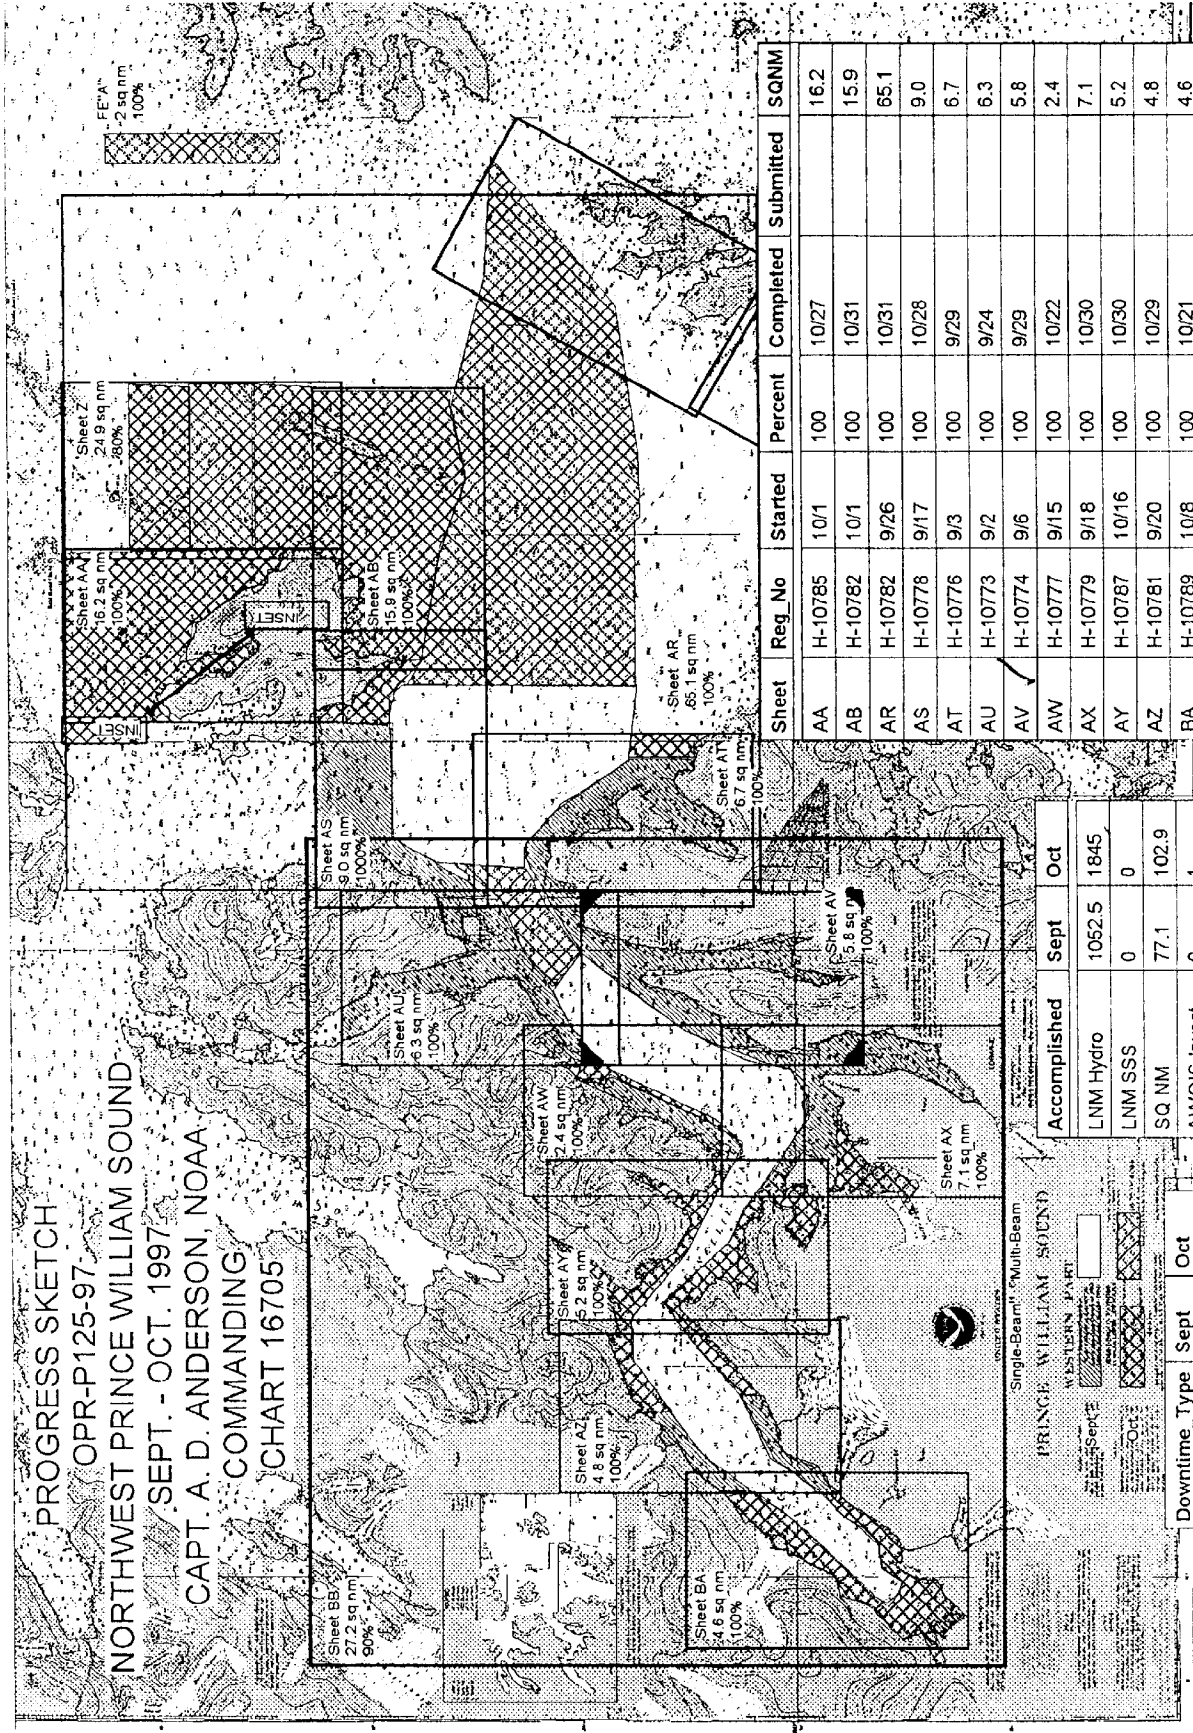 PROGRESS SKETCH
OPR-P125-97
NORTHWEST PRINCE WILLIAM SOUND
SEPT. - OCT. 1997
CAPT. A. D. ANDERSON, NOAA
COMMANDING
CHART 16705
FE"A"
.2 sq nm
100%
Sheet Z
24.9 sq nm
80%
Sheet AA
16.2 sq nm
100%
INSET
INSET
Sheet AB
15.9 sq nm
100%
Sheet AR
65.1 sq nm
100%
Sheet AS
9.0 sq nm
1000%
Sheet AT
6.7 sq nm
100%
Sheet AU
6.3 sq nm
100%
Sheet AV
5.8 sq n
100%
Sheet AW
2.4 sq nm
100%
Sheet AX
7.1 sq nm
100%
Sheet AY
5.2 sq nm
100%
Sheet AZ
4.8 sq nm
100%
Sheet BA
4.6 sq nm
100%
Sheet BB
27.2 sq nm
90%
Single-Beam Multi-Beam
PRINCE WILLIAM SOUND
WESTERN PART
Sept
Oct
Sheet Reg_No Started Percent Completed Submitted SQNM
AA H-10785 10/1 100 10/27 16.2
AB H-10782 10/1 100 10/31 15.9
AR H-10782 9/26 100 10/31 65.1
AS H-10778 9/17 100 10/28 9.0
AT H-10776 9/3 100 9/29 6.7
AU H-10773 9/2 100 9/24 6.3
AV H-10774 9/6 100 9/29 5.8
AW H-10777 9/15 100 10/22 2.4
AX H-10779 9/18 100 10/30 7.1
AY H-10787 10/16 100 10/30 5.2
AZ H-10781 9/20 100 10/29 4.8
BA H-10789 10/8 100 10/21 4.6
Accomplished Sept Oct
LNM Hydro 1052.5 1845
LNM SSS 0 0
SQ NM 77.1 102.9
Downtime Type Sept Oct